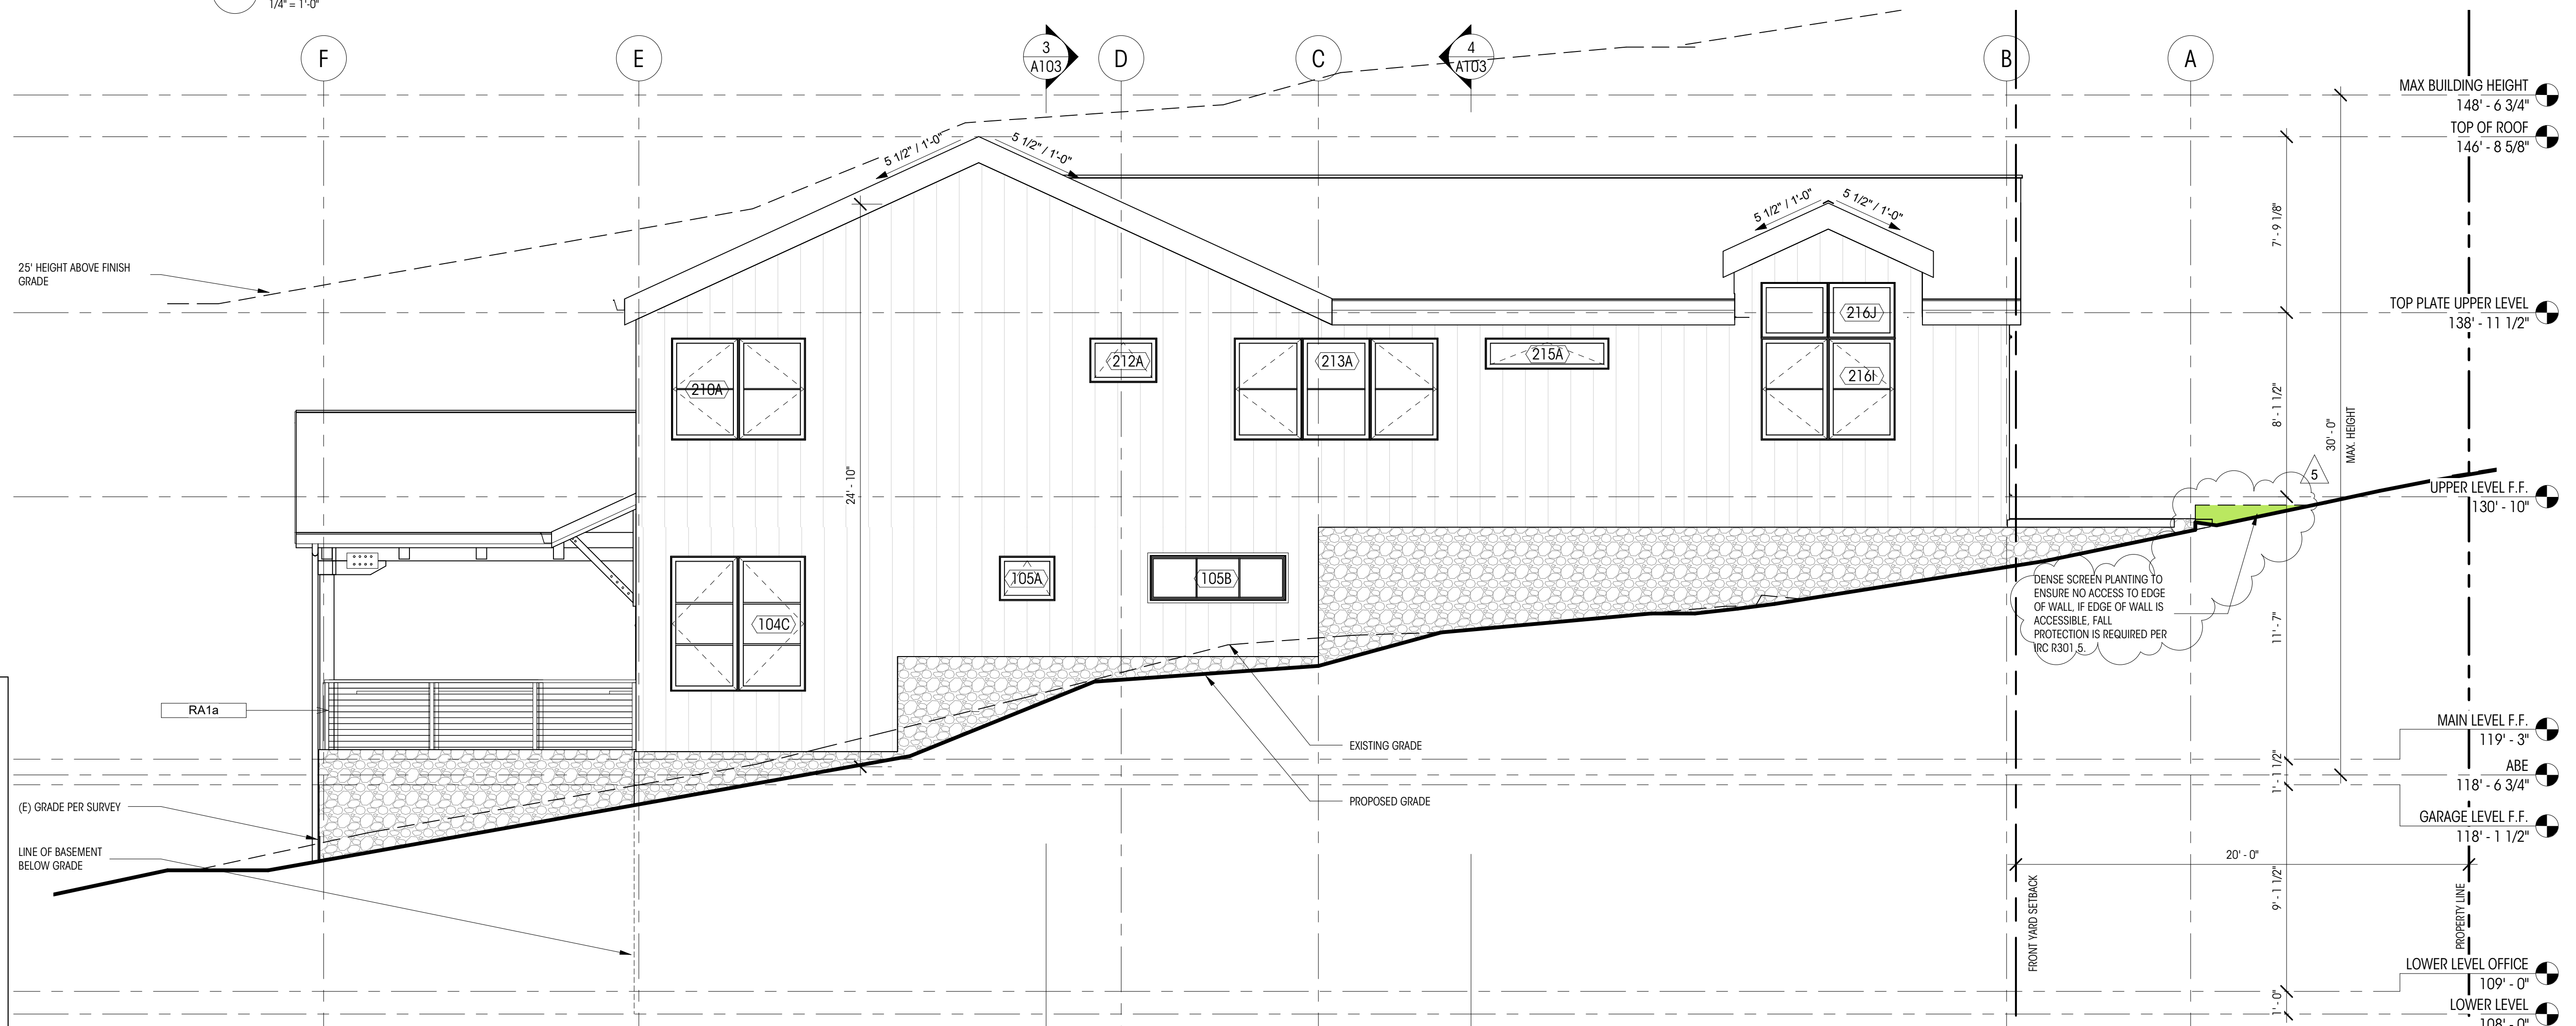 1/4" = 1'-0"
F
E
3
A103
D
C
4
A103
B
A
MAX BUILDING HEIGHT
148' - 6 3/4"
TOP OF ROOF
146' - 8 5/8"
5 1/2" / 1'-0"
5 1/2" / 1'-0"
5 1/2" / 1'-0"
5 1/2" / 1'-0"
7' - 9 1/8"
25' HEIGHT ABOVE FINISH
GRADE
TOP PLATE UPPER LEVEL
138' - 11 1/2"
216J
210A
212A
213A
215A
216I
8' - 1 1/2"
30' - 0"
MAX. HEIGHT
24' - 10"
5
UPPER LEVEL F.F.
130' - 10"
105A
105B
104C
DENSE SCREEN PLANTING TO
ENSURE NO ACCESS TO EDGE
OF WALL, IF EDGE OF WALL IS
ACCESSIBLE, FALL
PROTECTION IS REQUIRED PER
IRC R301.5.
11' - 7"
RA1a
MAIN LEVEL F.F.
119' - 3"
EXISTING GRADE
1' - 1 1/2"
ABE
118' - 6 3/4"
(E) GRADE PER SURVEY
PROPOSED GRADE
GARAGE LEVEL F.F.
118' - 1 1/2"
LINE OF BASEMENT
BELOW GRADE
20' - 0"
9' - 1 1/2"
FRONT YARD SETBACK
PROPERTY LINE
LOWER LEVEL OFFICE
109' - 0"
1' - 0"
LOWER LEVEL
108' - 0"